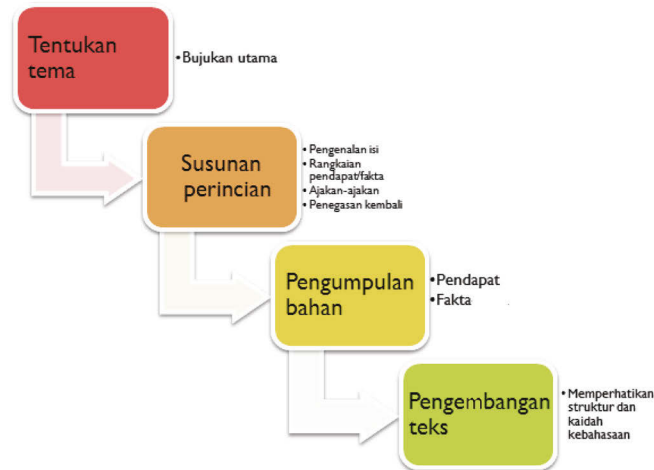 Tentukan
tema
• Bujukan utama
Susunan
perincian
• Pengenalan isi
• Rangkaian
pendapat/fakta
• Ajakan-ajakan
• Penegasan kembali
Pengumpulan
bahan
• Pendapat
• Fakta
Pengembangan
teks
• Memperhatikan
struktur dan
kaidah
kebahasaan